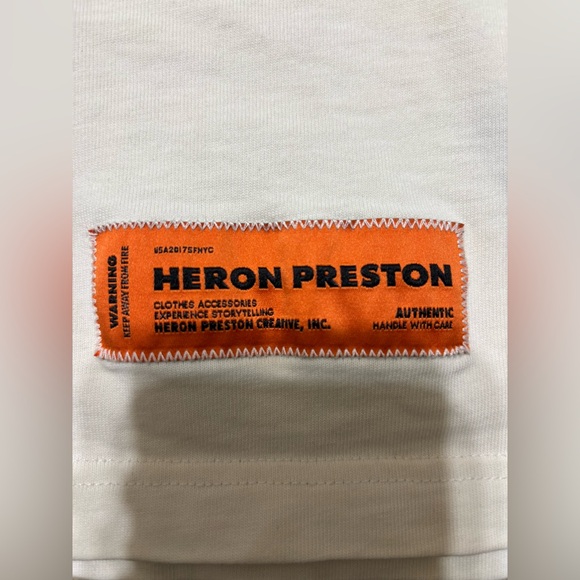 WARNING
KEEP AWAY FROM FIRE
HERON PRESTON
CLOTHES ACCESSORIES
EXPERIENCE STORYTELLING
HERON PRESTON CREATIVE, INC.
AUTHENTIC
HANDLE WITH CARE